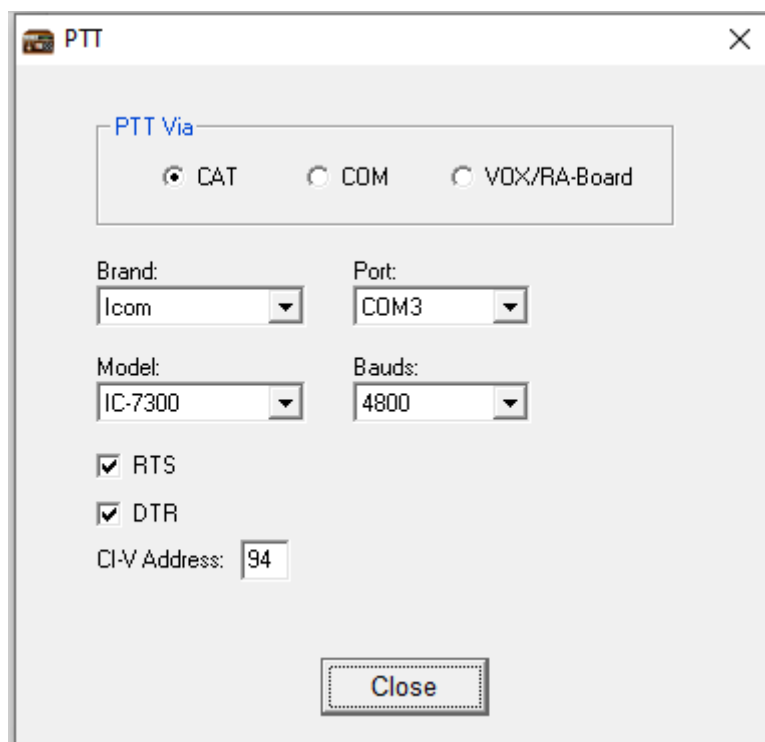 PTT
PTT Via
CAT COM VOX/RA-Board
Brand: Port:
Icom COM3
Model: Bauds:
IC-7300 4800
RTS
DTR
CI-V Address: 94
Close